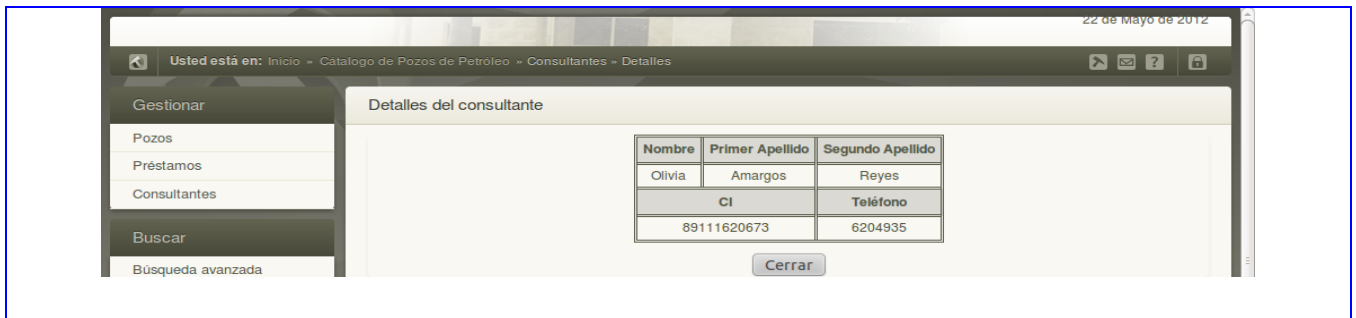 22 de Mayo de 2012
Usted está en: Inicio » Cátalogo de Pozos de Petróleo » Consultantes » Detalles
Gestionar
Pozos
Préstamos
Consultantes
Buscar
Búsqueda avanzada
Detalles del consultante
Nombre Primer Apellido Segundo Apellido
Olivia Amargos Reyes
CI Teléfono
89111620673 6204935
Cerrar